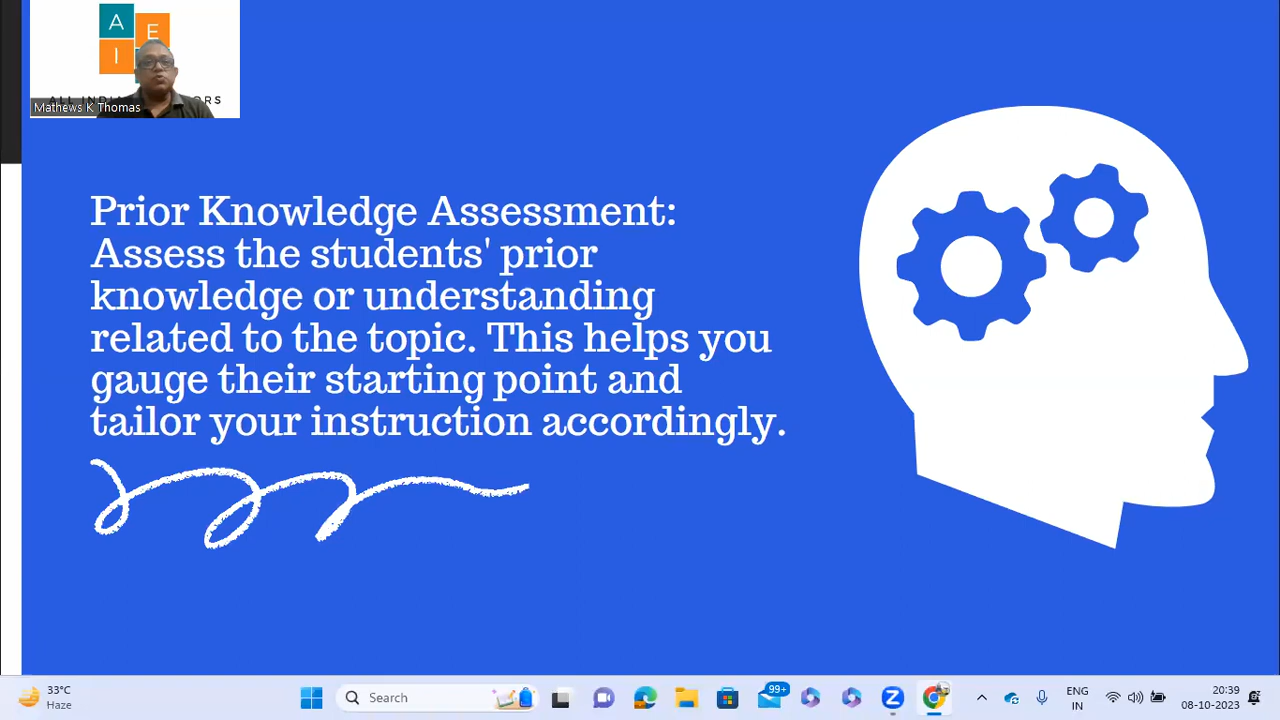 A
E
I
Mathews K Thomas
Prior Knowledge Assessment:
Assess the students' prior
knowledge or understanding
related to the topic. This helps you
gauge their starting point and
tailor your instruction accordingly.
33°C
Haze
Search
99+
ENG
IN
20:39
08-10-2023